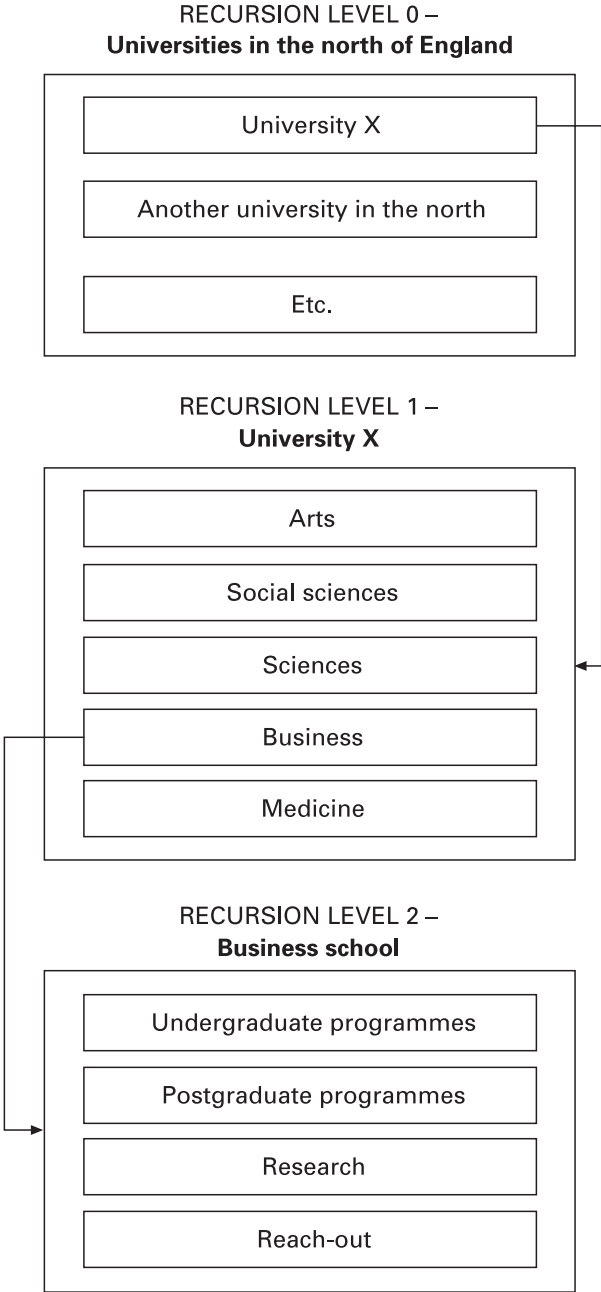 RECURSION LEVEL 0 –
Universities in the north of England
University X
Another university in the north
Etc.
RECURSION LEVEL 1 –
University X
Arts
Social sciences
Sciences
Business
Medicine
RECURSION LEVEL 2 –
Business school
Undergraduate programmes
Postgraduate programmes
Research
Reach-out